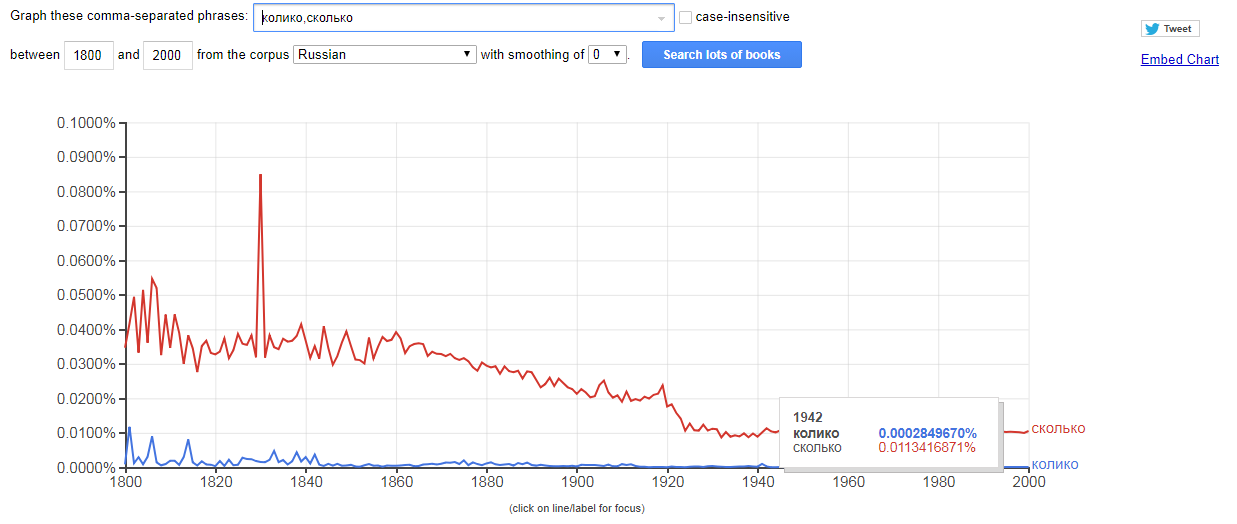 Graph these comma-separated phrases: колико,сколько case-insensitive
Tweet
between 1800 and 2000 from the corpus Russian with smoothing of 0 . Search lots of books
Embed Chart
0.1000%
0.0900%
0.0800%
0.0700%
0.0600%
0.0500%
0.0400%
0.0300%
0.0200%
0.0100%
0.0000%
1942
колико 0.0002849670%
сколько 0.0113416871%
сколько
колико
1800 1820 1840 1860 1880 1900 1920 1940 1960 1980 2000
(click on line/label for focus)